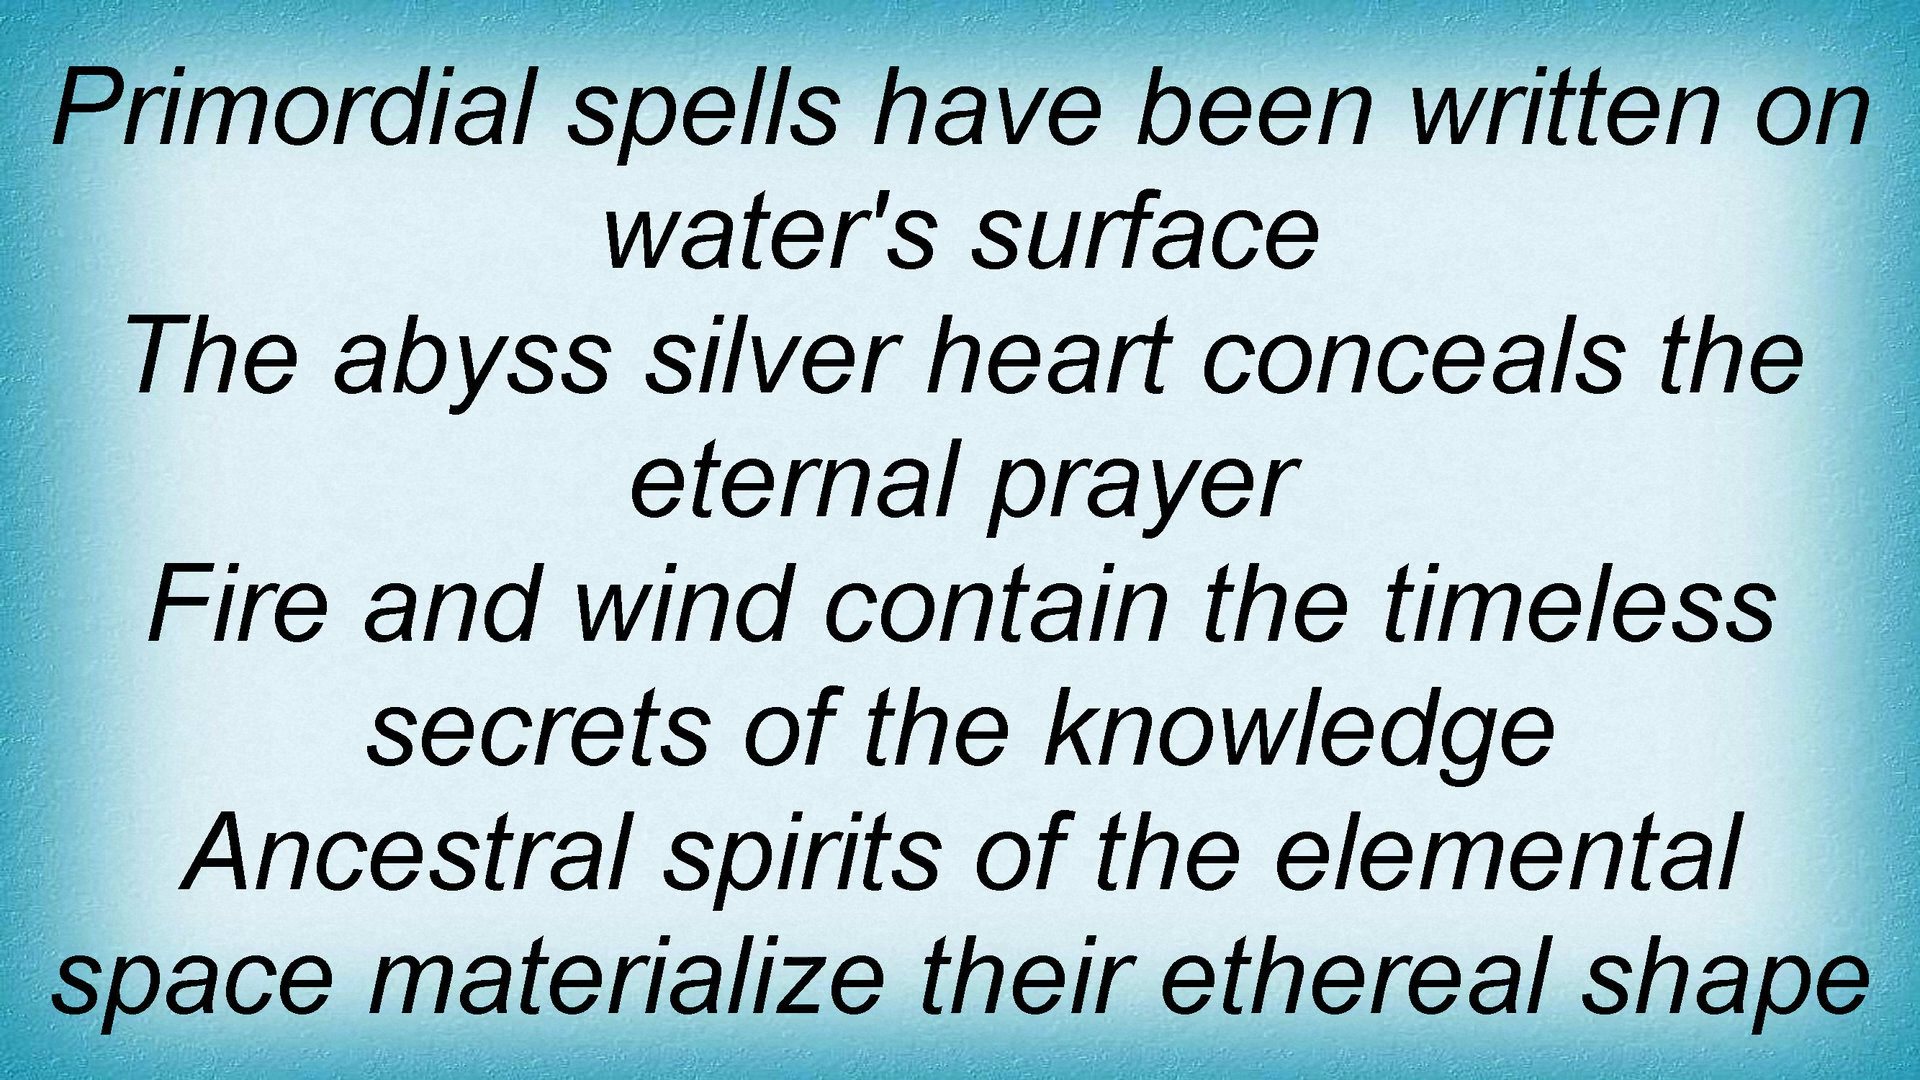 Primordial spells have been written on
water's surface
The abyss silver heart conceals the
eternal prayer
Fire and wind contain the timeless
secrets of the knowledge
Ancestral spirits of the elemental
space materialize their ethereal shape